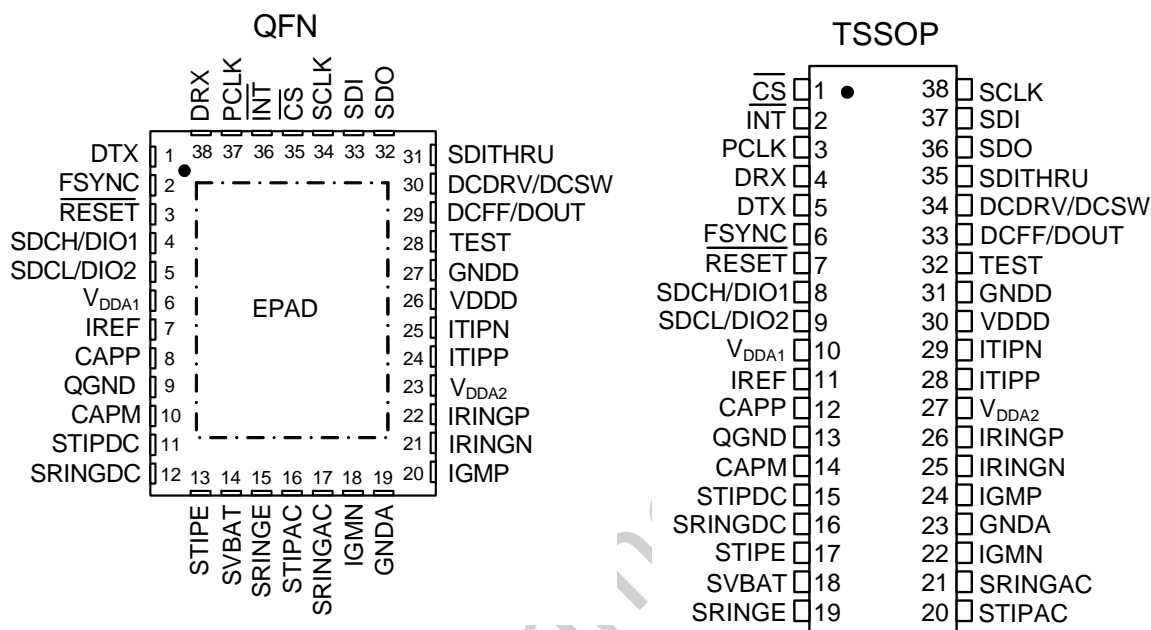 QFN
DRX
PCLK
INT
CS
SCLK
SDI
SDO
DTX 1
FSYNC 2
RESET 3
SDCH/DIO1 4
SDCL/DIO2 5
VDDA1 6
IREF 7
CAPP 8
QGND 9
CAPM 10
STIPDC 11
SRINGDC 12
38 37 36 35 34 33 32
EPAD
31 SDITHRU
30 DCDRV/DCSW
29 DCFF/DOUT
28 TEST
27 GNDD
26 VDDD
25 ITIPN
24 ITIPP
23 VDDA2
22 IRINGP
21 IRINGN
20 IGMP
13 14 15 16 17 18 19
STIPE
SVBAT
SRINGE
STIPAC
SRINGAC
IGMN
GNDA
TSSOP
CS 1
INT 2
PCLK 3
DRX 4
DTX 5
FSYNC 6
RESET 7
SDCH/DIO1 8
SDCL/DIO2 9
VDDA1 10
IREF 11
CAPP 12
QGND 13
CAPM 14
STIPDC 15
SRINGDC 16
STIPE 17
SVBAT 18
SRINGE 19
38 SCLK
37 SDI
36 SDO
35 SDITHRU
34 DCDRV/DCSW
33 DCFF/DOUT
32 TEST
31 GNDD
30 VDDD
29 ITIPN
28 ITIPP
27 VDDA2
26 IRINGP
25 IRINGN
24 IGMP
23 GNDA
22 IGMN
21 SRINGAC
20 STIPAC